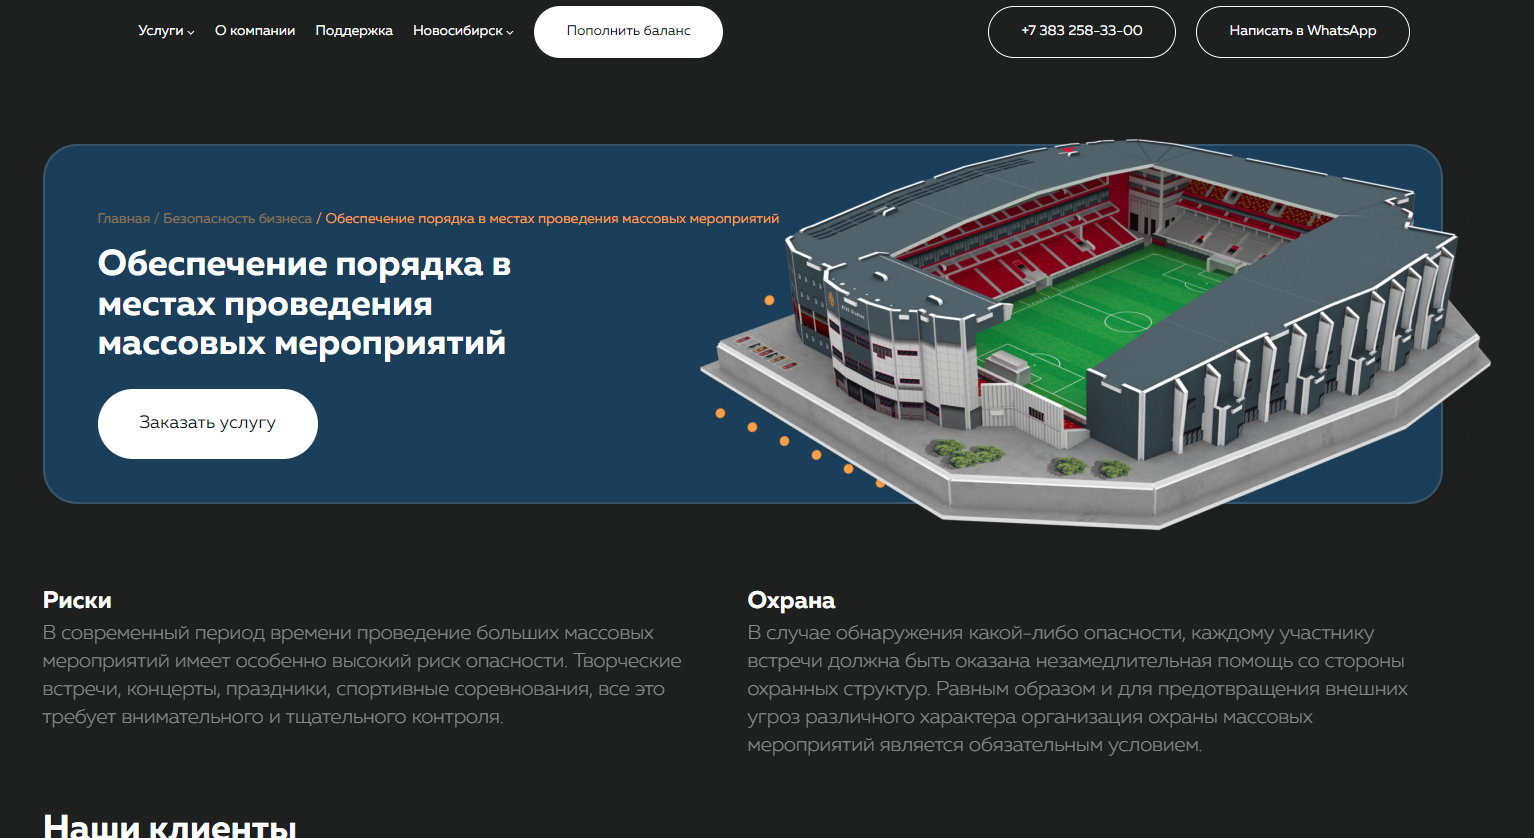 Услуги О компании Поддержка Новосибирск Пополнить баланс +7 383 258-33-00 Написать в WhatsApp
Главная / Безопасность бизнеса / Обеспечение порядка в местах проведения массовых мероприятий
Обеспечение порядка в
местах проведения
массовых мероприятий
Заказать услугу
Риски
В современный период времени проведение больших массовых
мероприятий имеет особенно высокий риск опасности. Творческие
встречи, концерты, праздники, спортивные соревнования, все это
требует внимательного и тщательного контроля.
Охрана
В случае обнаружения какой-либо опасности, каждому участнику
встречи должна быть оказана незамедлительная помощь со стороны
охранных структур. Равным образом и для предотвращения внешних
угроз различного характера организация охраны массовых
мероприятий является обязательным условием.
Наши клиенты